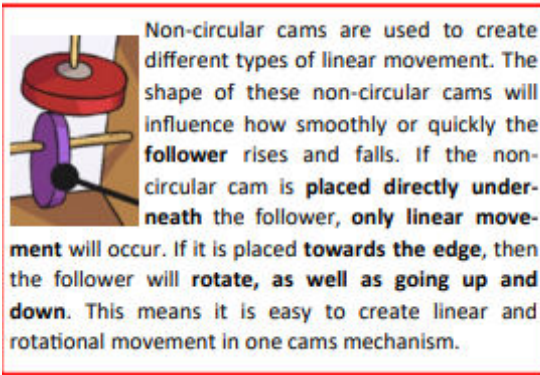 Non-circular cams are used to create
different types of linear movement. The
shape of these non-circular cams will
influence how smoothly or quickly the
follower rises and falls. If the non-
circular cam is placed directly under-
neath the follower, only linear move-
ment will occur. If it is placed towards the edge, then
the follower will rotate, as well as going up and
down. This means it is easy to create linear and
rotational movement in one cams mechanism.